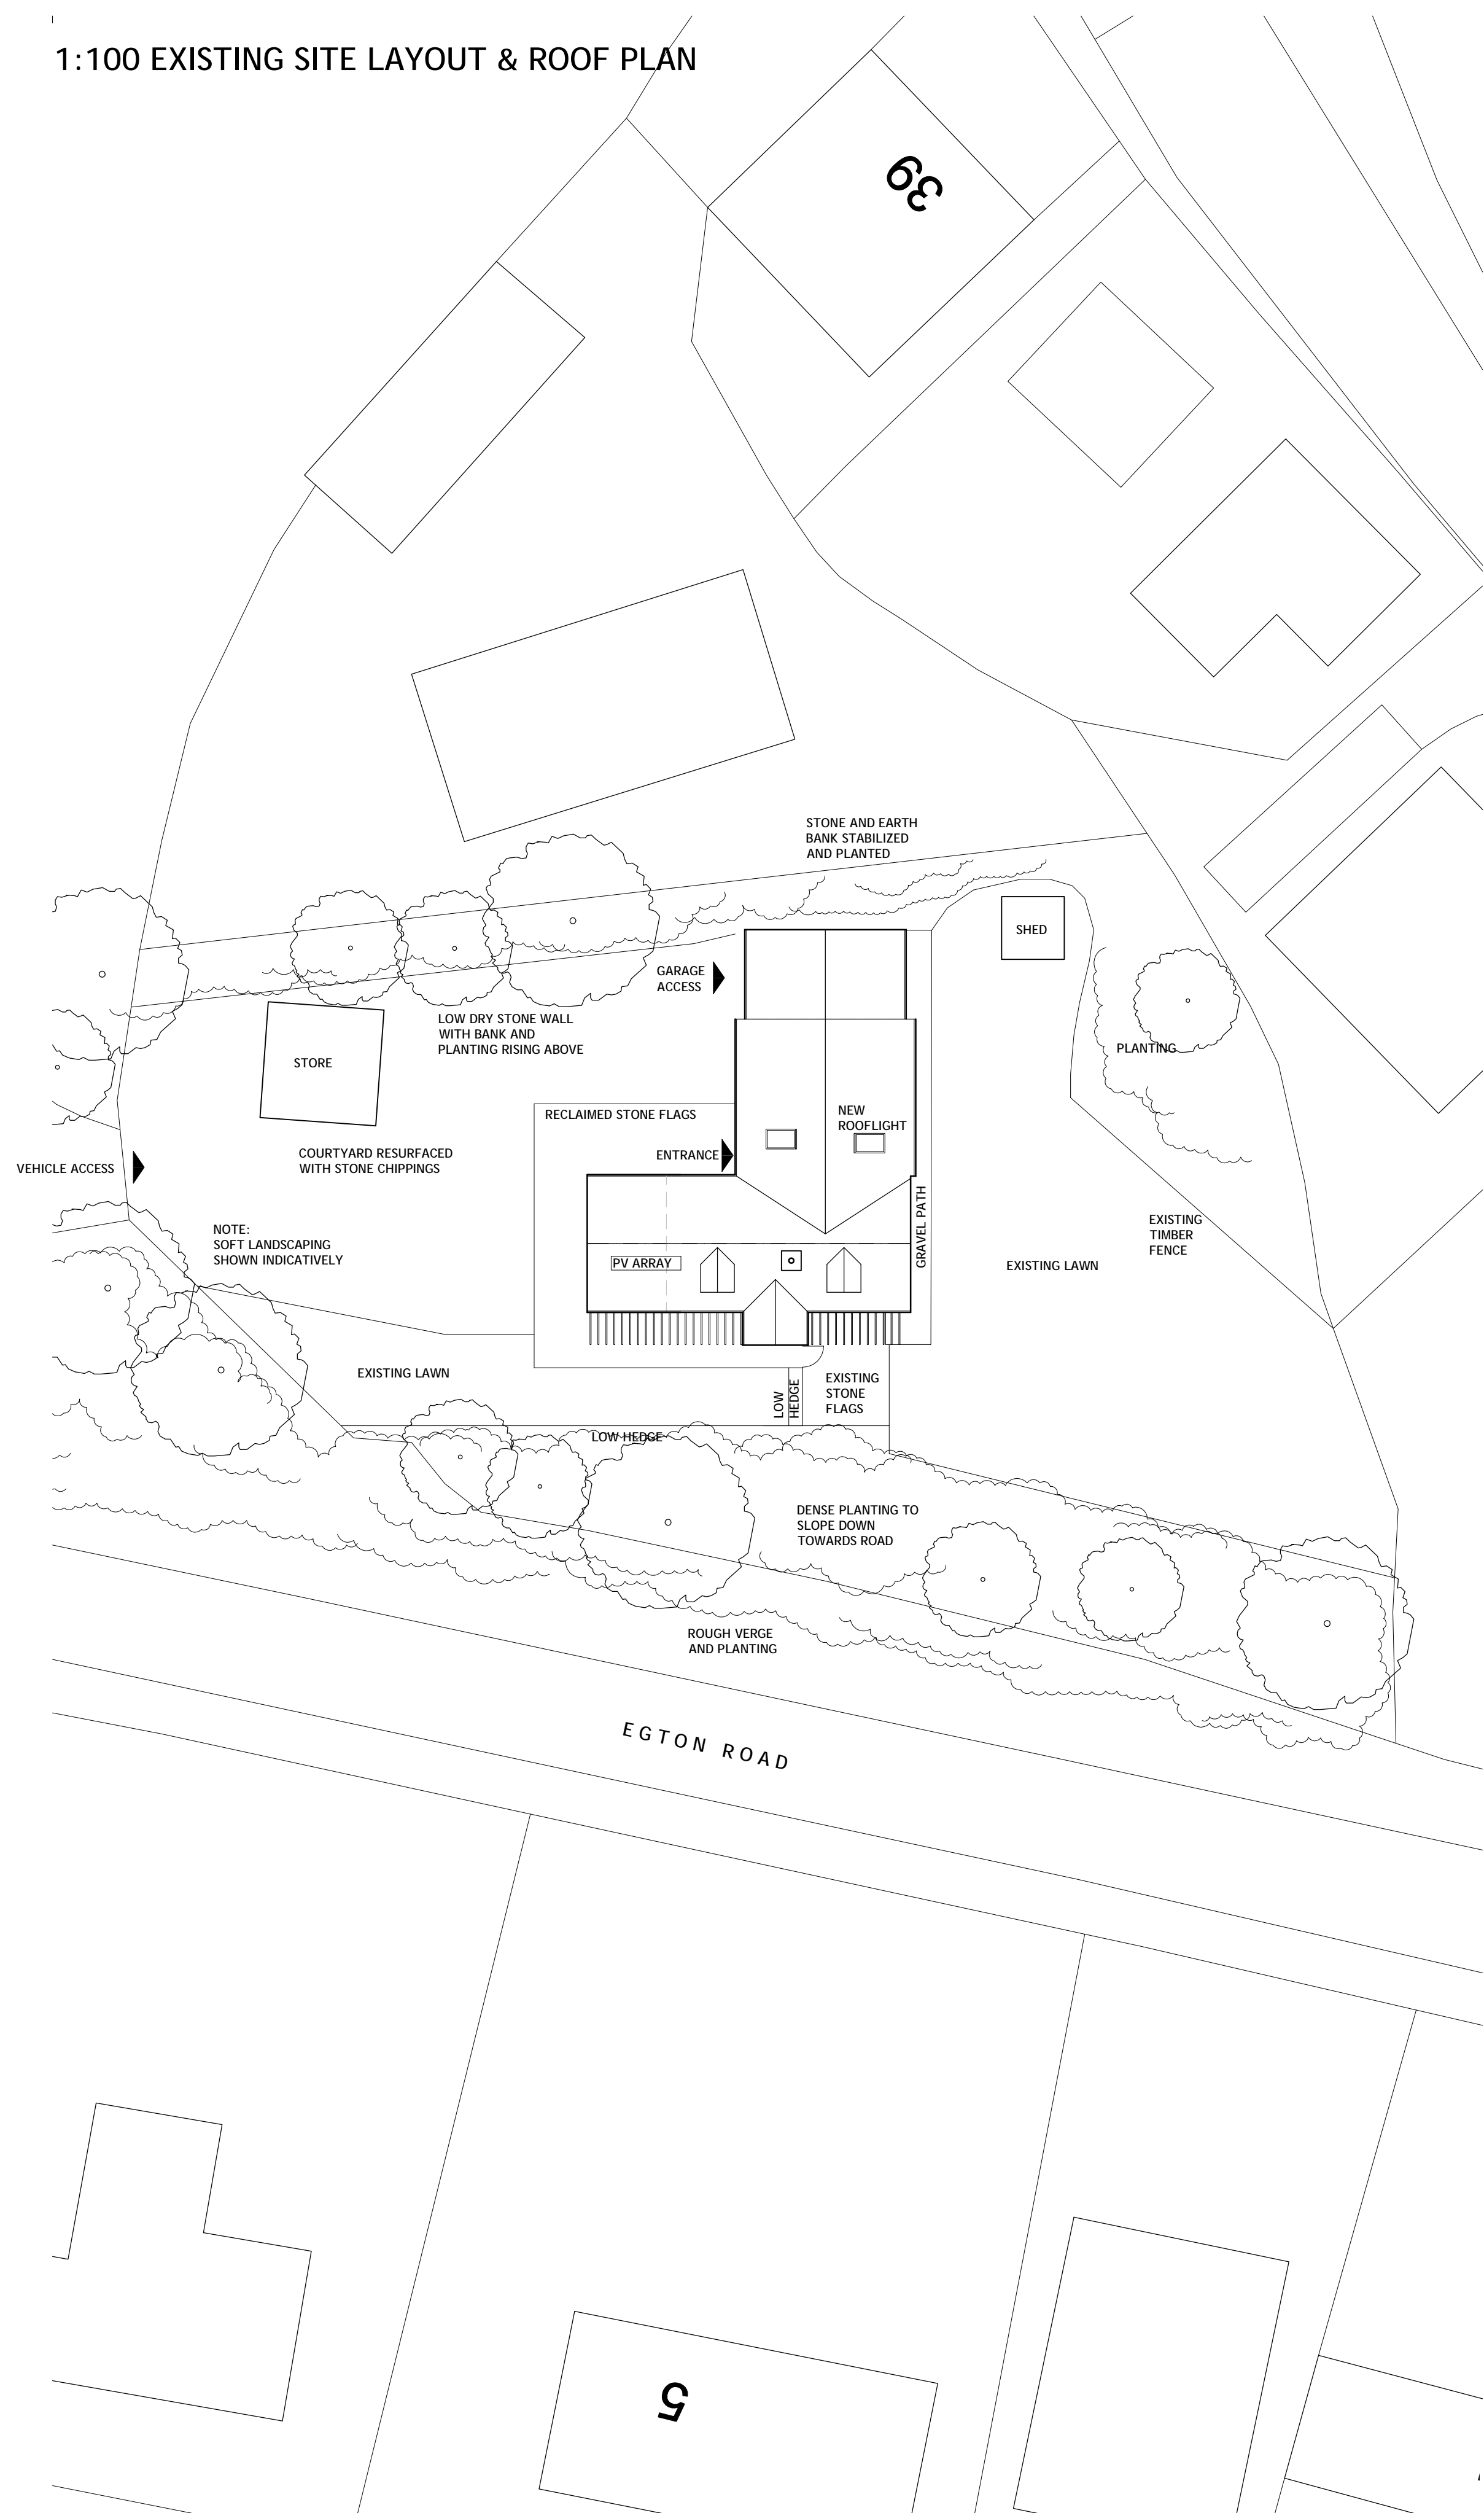 1:100 EXISTING SITE LAYOUT & ROOF PLAN
39
STONE AND EARTH
BANK STABILIZED
AND PLANTED
SHED
GARAGE
ACCESS
LOW DRY STONE WALL
WITH BANK AND
PLANTING RISING ABOVE
STORE
PLANTING
RECLAIMED STONE FLAGS
NEW
ROOFLIGHT
ENTRANCE
COURTYARD RESURFACED
WITH STONE CHIPPINGS
VEHICLE ACCESS
NOTE:
SOFT LANDSCAPING
SHOWN INDICATIVELY
GRAVEL PATH
EXISTING
TIMBER
FENCE
PV ARRAY
EXISTING LAWN
EXISTING LAWN
LOW
HEDGE
EXISTING
STONE
FLAGS
LOW HEDGE
DENSE PLANTING TO
SLOPE DOWN
TOWARDS ROAD
ROUGH VERGE
AND PLANTING
EGTON ROAD
5